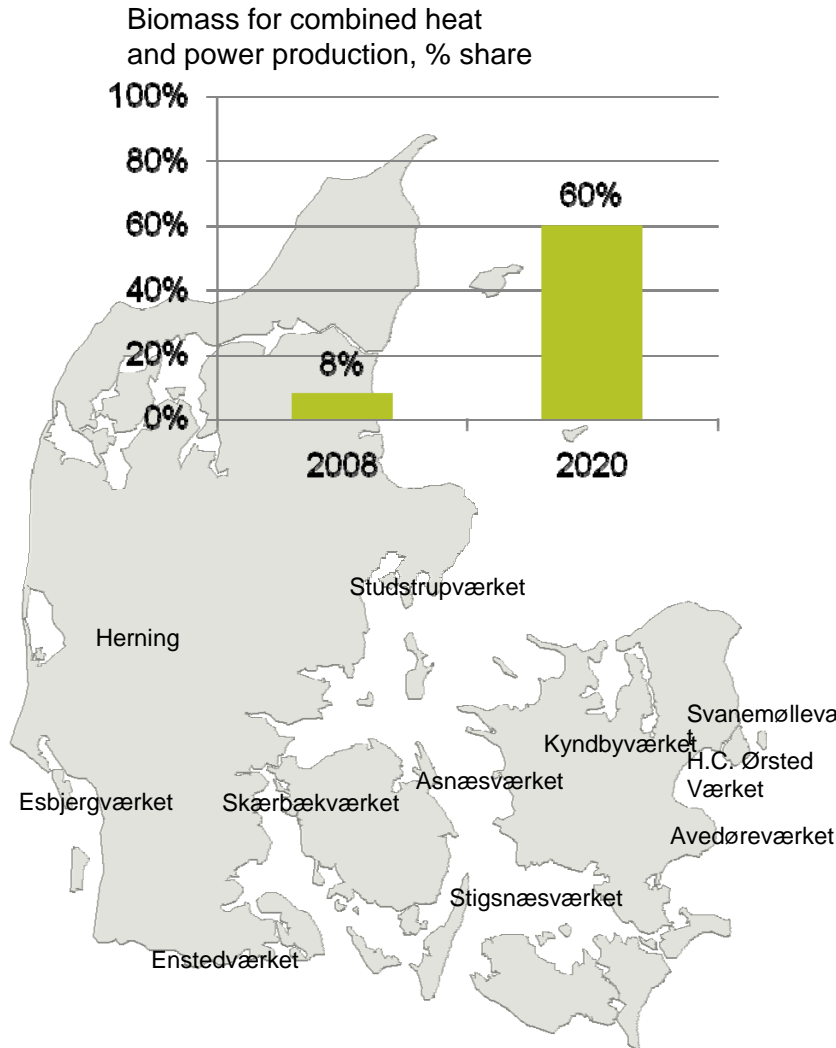 Biomass for combined heat
and power production, % share
100%
80%
60%
40%
20%
0%
60%
8%
2008
2020
Studstrupværket
Herning
Svanemølleva
t
Kyndbyværket
H.C. Ørsted
Værket
Asnæsværket
Esbjergværket
Skærbækværket
Avedøreværket
Stigsnæsværket
Enstedværket